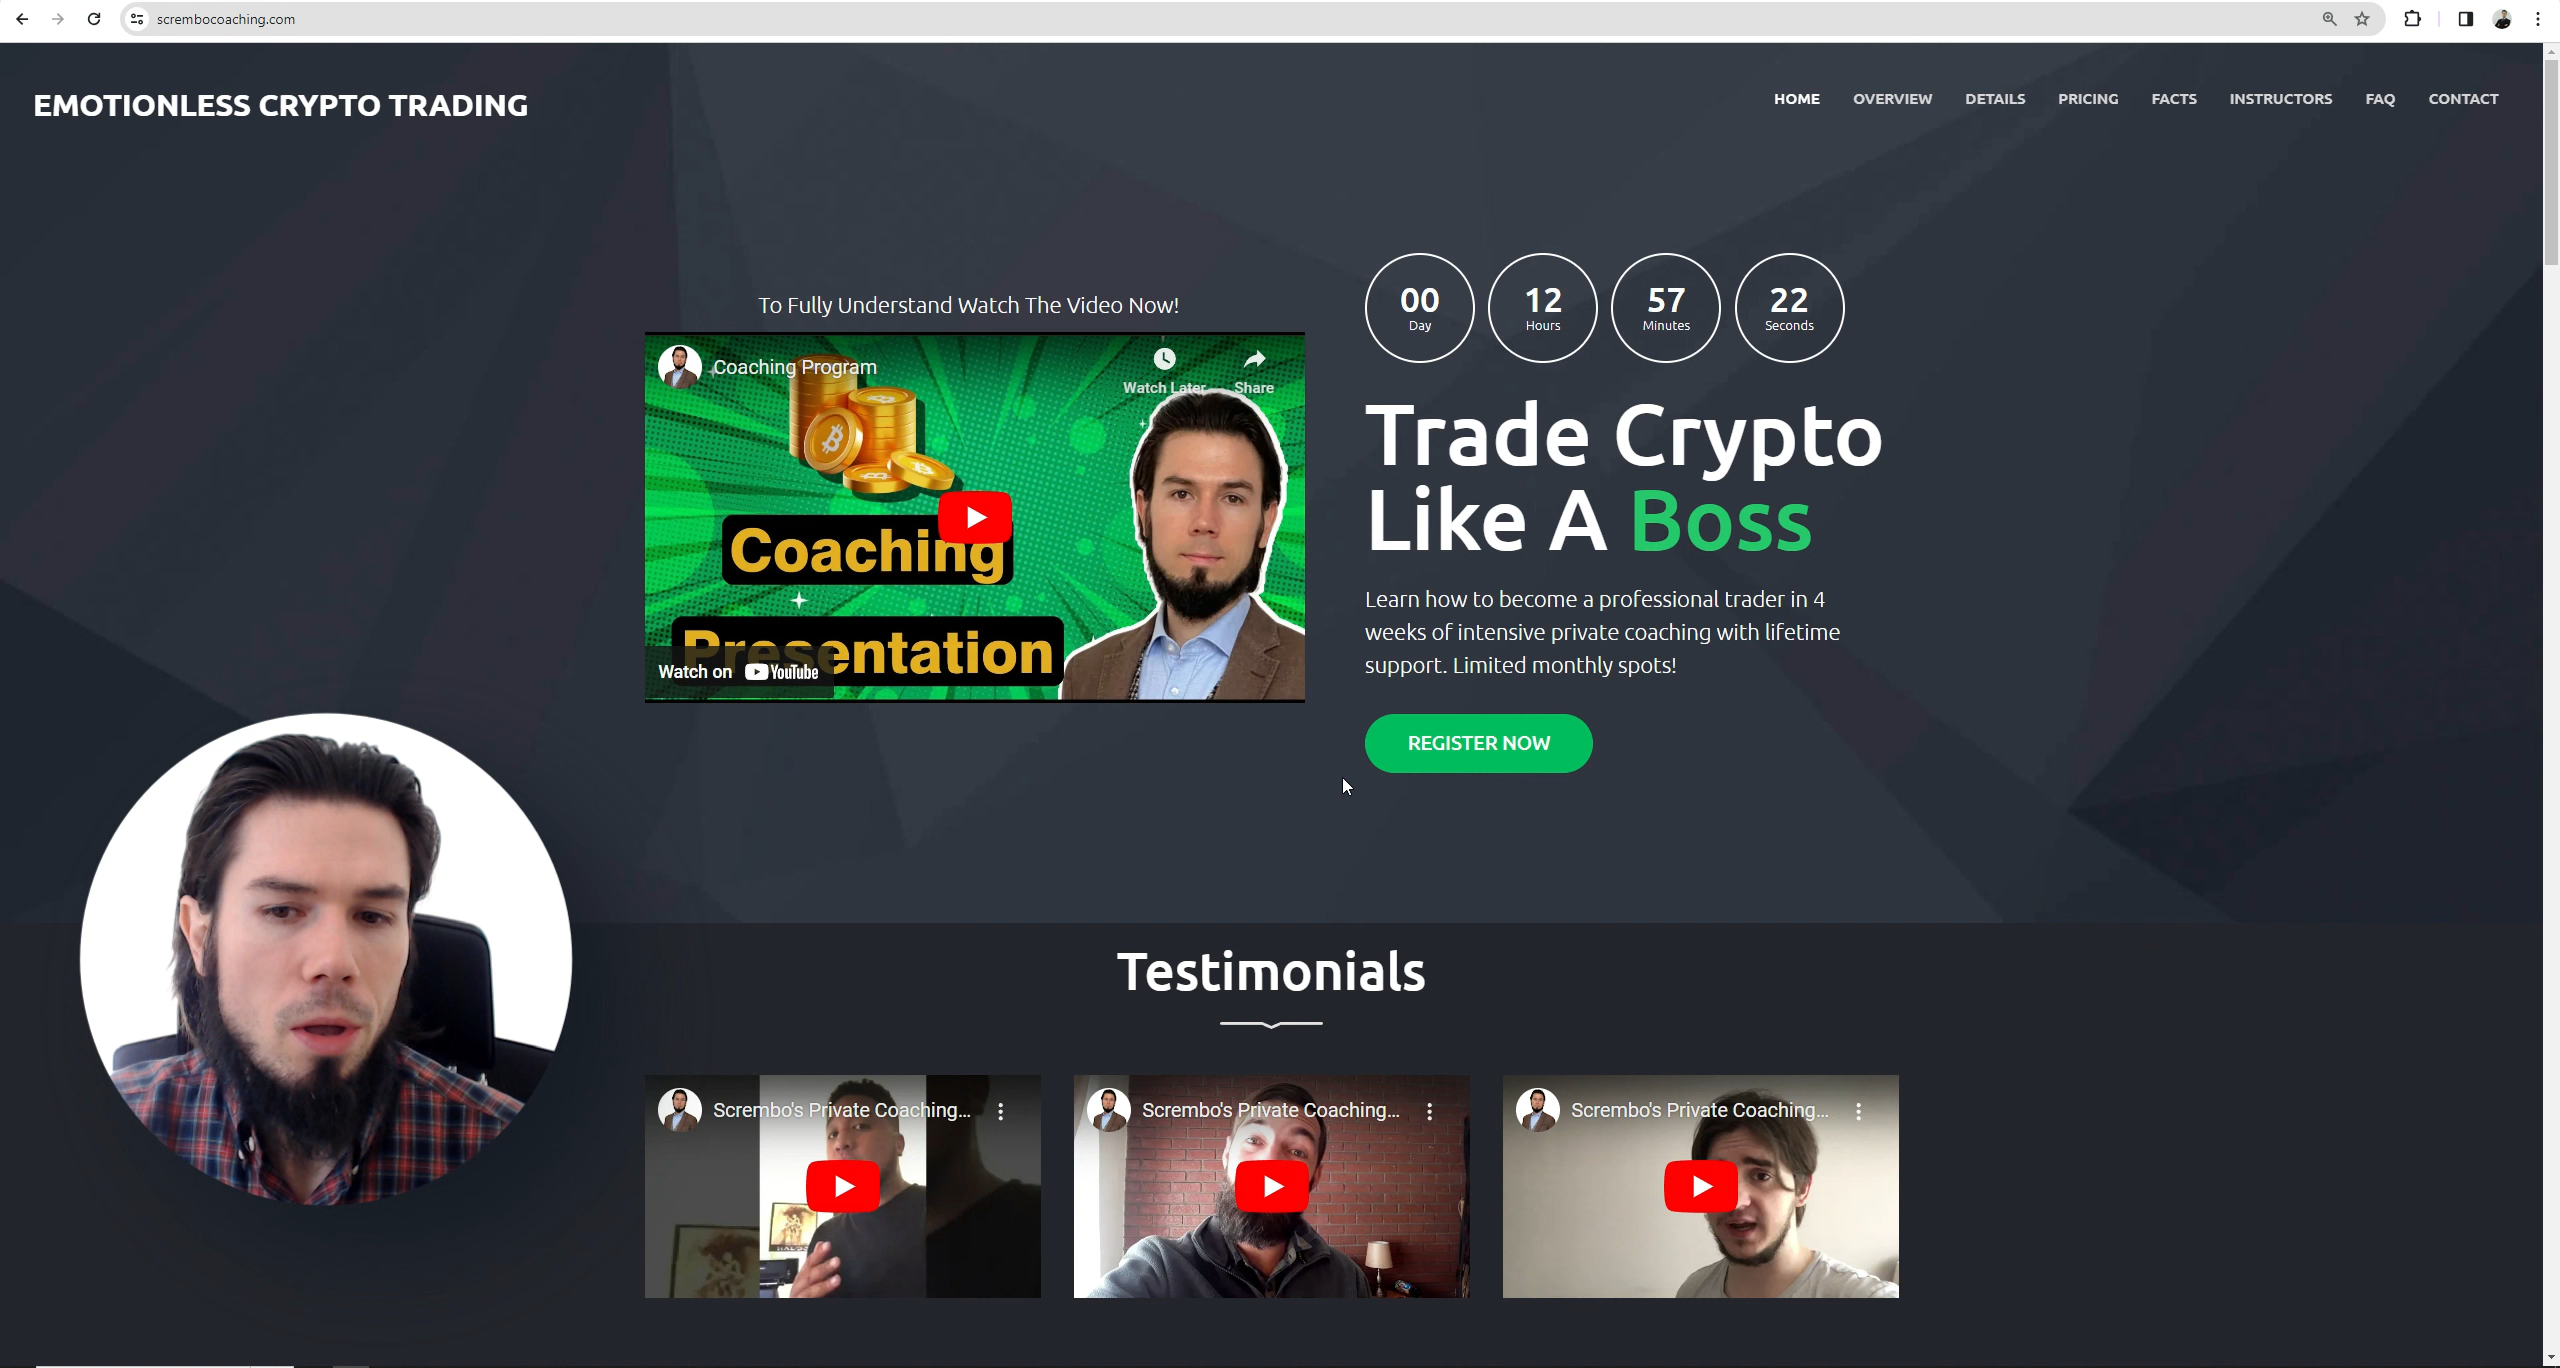 scrembocoaching.com
EMOTIONLESS CRYPTO TRADING
HOME OVERVIEW DETAILS PRICING FACTS INSTRUCTORS FAQ CONTACT
To Fully Understand Watch The Video Now!
Coaching Program
Watch Later Share
Coaching
Presentation
Watch on YouTube
00 12 57 22
Day Hours Minutes Seconds
Trade Crypto
Like A Boss
Learn how to become a professional trader in 4
weeks of intensive private coaching with lifetime
support. Limited monthly spots!
REGISTER NOW
Testimonials
Scrembo's Private Coaching...
Scrembo's Private Coaching...
Scrembo's Private Coaching...